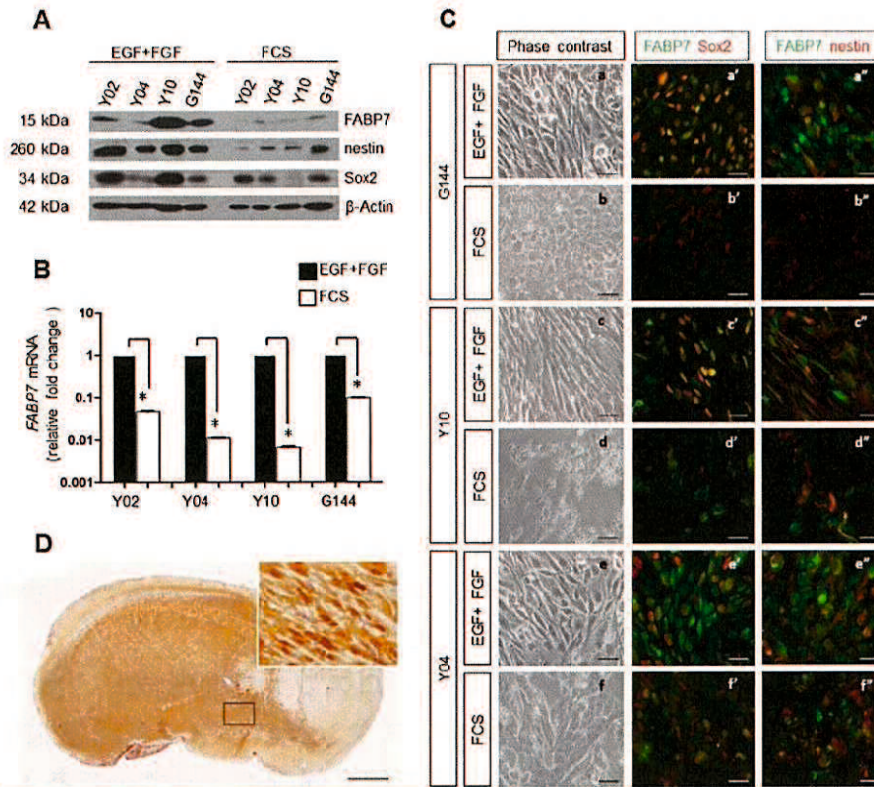 A
EGF+FGF FCS
Y02 Y04 Y10 G144 Y02 Y04 Y10 G144
15 kDa FABP7
260 kDa nestin
34 kDa Sox2
42 kDa β-Actin
B
EGF+FGF
FCS
FABP7 mRNA
(relative fold change)
10
1
0.1
0.01
0.001
* * * *
Y02 Y04 Y10 G144
C
Phase contrast FABP7 Sox2 FABP7 nestin
G144
EGF+ FGF
a a' a"
FCS
b b' b"
Y10
EGF+ FGF
c c' c"
FCS
d d' d"
Y04
EGF+ FGF
e e' e"
FCS
f f' f"
D